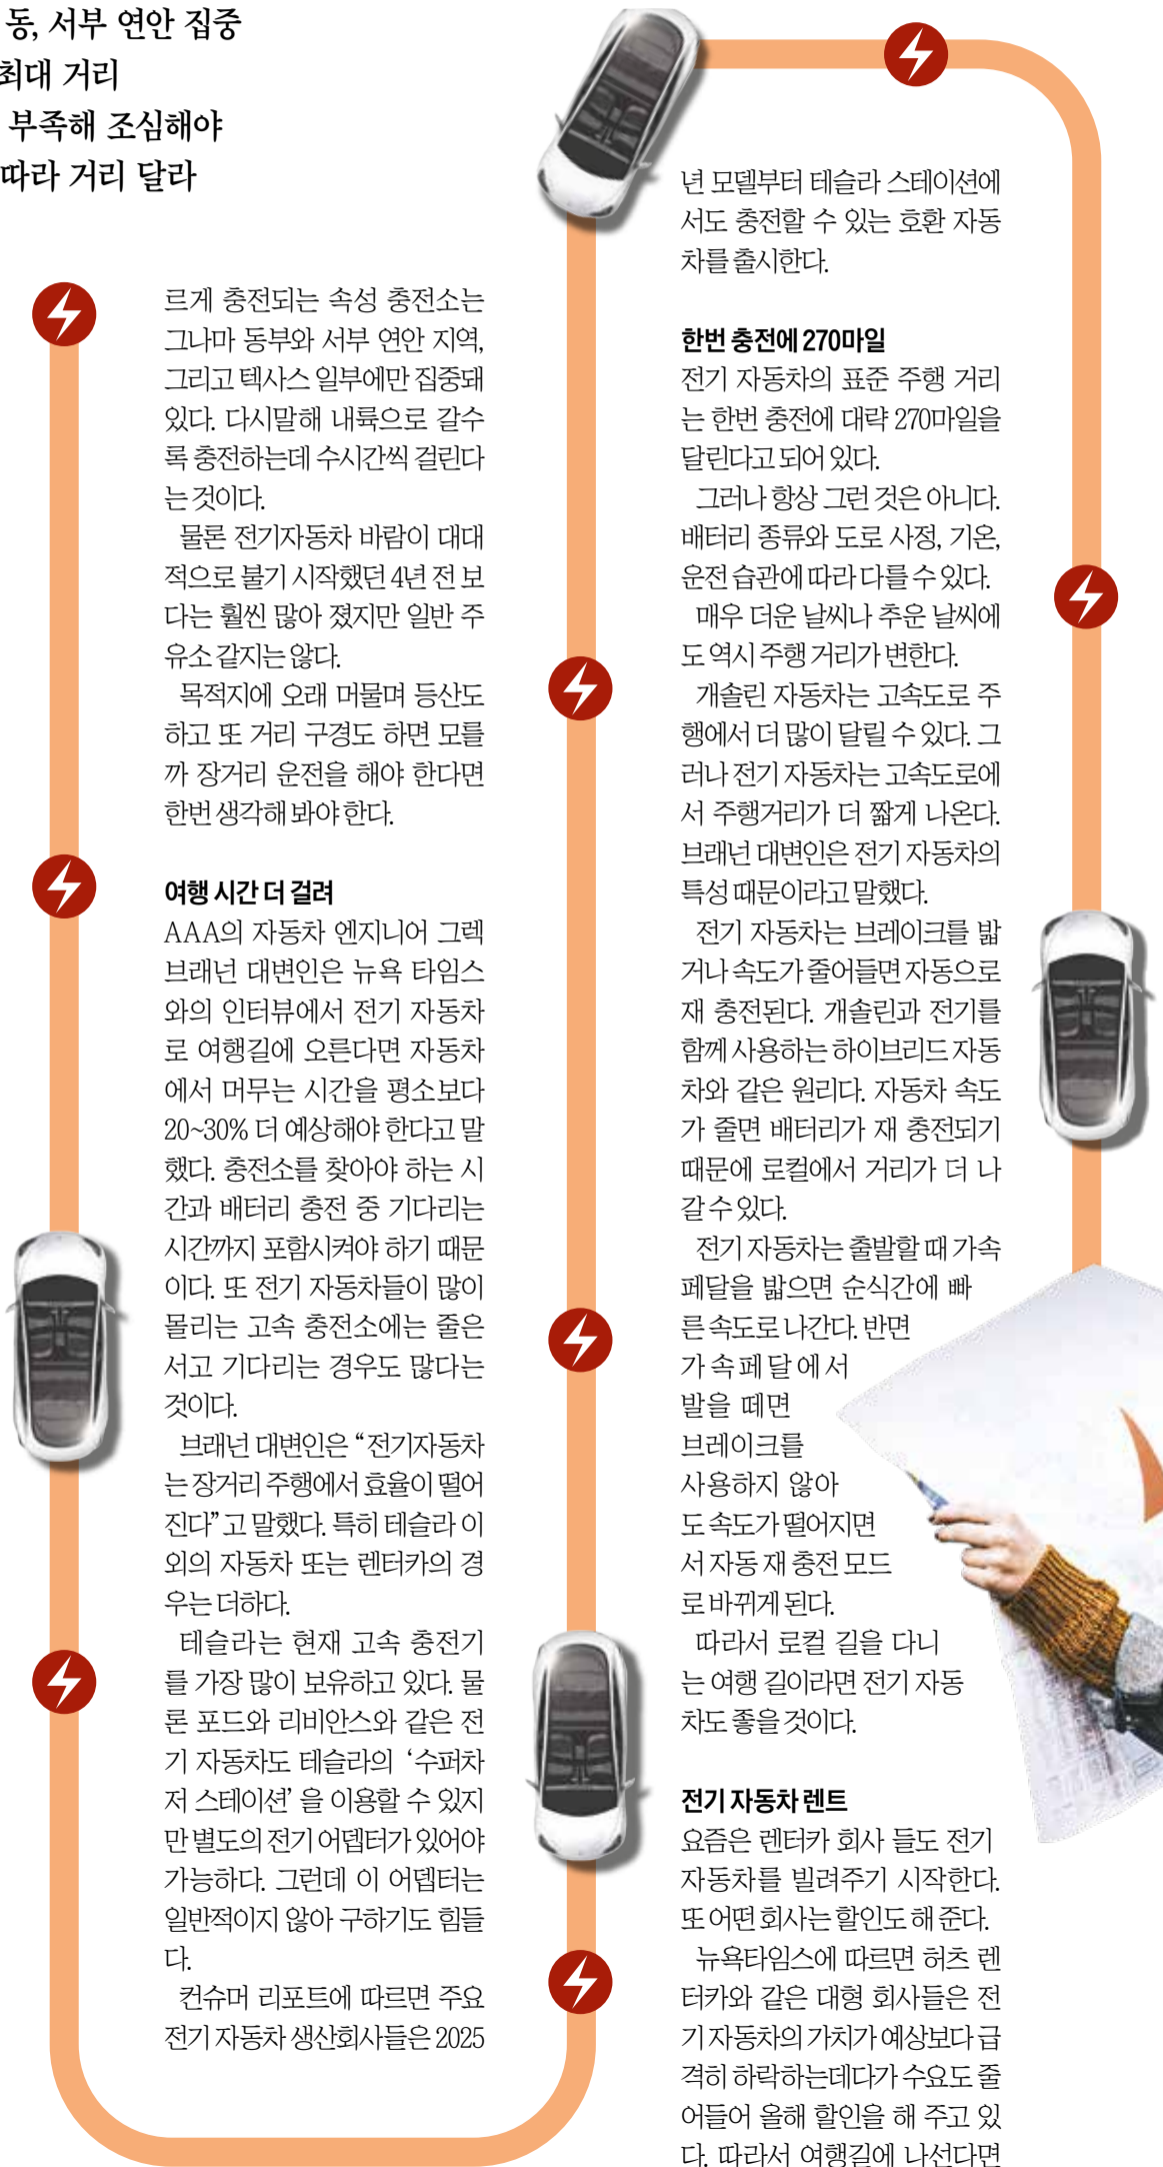 동, 서부 연안 집중
최대 거리
부족해 조심해야
따라 거리 달라
르게 충전되는 속성 충전소는
그나마 동부와 서부 연안 지역,
그리고 텍사스 일부에만 집중돼
있다. 다시말해 내륙으로 갈수
록 충전하는데 수시간씩 걸린다
는 것이다.
물론 전기자동차 바람이 대대
적으로 불기 시작했던 4년 전 보
다는 훨씬 많아 졌지만 일반 주
유소 같지는 않다.
목적지에 오래 머물며 등산도
하고 또 거리 구경도 하면 모를
까 장거리 운전을 해야 한다면
한번 생각해 봐야 한다.
여행 시간 더 걸려
AAA의 자동차 엔지니어 그렉
브래넌 대변인은 뉴욕 타임스
와의 인터뷰에서 전기 자동차
로 여행길에 오른다면 자동차
에서 머무는 시간을 평소보다
20~30% 더 예상해야 한다고 말
했다. 충전소를 찾아야 하는 시
간과 배터리 충전 중 기다리는
시간까지 포함시켜야 하기 때문
이다. 또 전기 자동차들이 많이
몰리는 고속 충전소에는 줄은
서고 기다리는 경우도 많다는
것이다.
브래넌 대변인은 “전기자동차
는 장거리 주행에서 효율이 떨어
진다”고 말했다. 특히 테슬라 이
외의 자동차 또는 렌터카의 경
우는 더하다.
테슬라는 현재 고속 충전기
를 가장 많이 보유하고 있다. 물
론 포드와 리비안스와 같은 전
기 자동차도 테슬라의 ‘수퍼차
저 스테이션’을 이용할 수 있지
만 별도의 전기 어뎁터가 있어야
가능하다. 그런데 이 어뎁터는
일반적이지 않아 구하기도 힘들
다.
컨슈머 리포트에 따르면 주요
전기 자동차 생산회사들은 2025
년 모델부터 테슬라 스테이션에
서도 충전할 수 있는 호환 자동
차를 출시한다.
한번 충전에 270마일
전기 자동차의 표준 주행 거리
는 한번 충전에 대략 270마일을
달린다고 되어 있다.
그러나 항상 그런 것은 아니다.
배터리 종류와 도로 사정, 기온,
운전 습관에 따라 다를 수 있다.
매우 더운 날씨나 추운 날씨에
도 역시 주행 거리가 변한다.
개솔린 자동차는 고속도로 주
행에서 더 많이 달릴 수 있다. 그
러나 전기 자동차는 고속도로에
서 주행거리가 더 짧게 나온다.
브래넌 대변인은 전기 자동차의
특성 때문이라고 말했다.
전기 자동차는 브레이크를 밟
거나 속도가 줄어들면 자동으로
재 충전된다. 개솔린과 전기를
함께 사용하는 하이브리드 자동
차와 같은 원리다. 자동차 속도
가 줄면 배터리가 재 충전되기
때문에 로컬에서 거리가 더 나
갈 수 있다.
전기 자동차는 출발할 때 가속
페달을 밟으면 순식간에 빠
른 속도로 나간다. 반면
가속페달에서
발을 떼면
브레이크를
사용하지 않아
도 속도가 떨어지면
서 자동 재 충전 모드
로 바뀌게 된다.
따라서 로컬 길을 다니
는 여행 길이라면 전기 자동
차도 좋을 것이다.
전기 자동차 렌트
요즘은 렌터카 회사 들도 전기
자동차를 빌려주기 시작한다.
또 어떤 회사는 할인도 해 준다.
뉴욕타임스에 따르면 허츠 렌
터카와 같은 대형 회사들은 전
기 자동차의 가치가 예상보다 급
격히 하락하는데다가 수요도 줄
어들어 올해 할인을 해 주고 있
다. 따라서 여행길에 나선다면